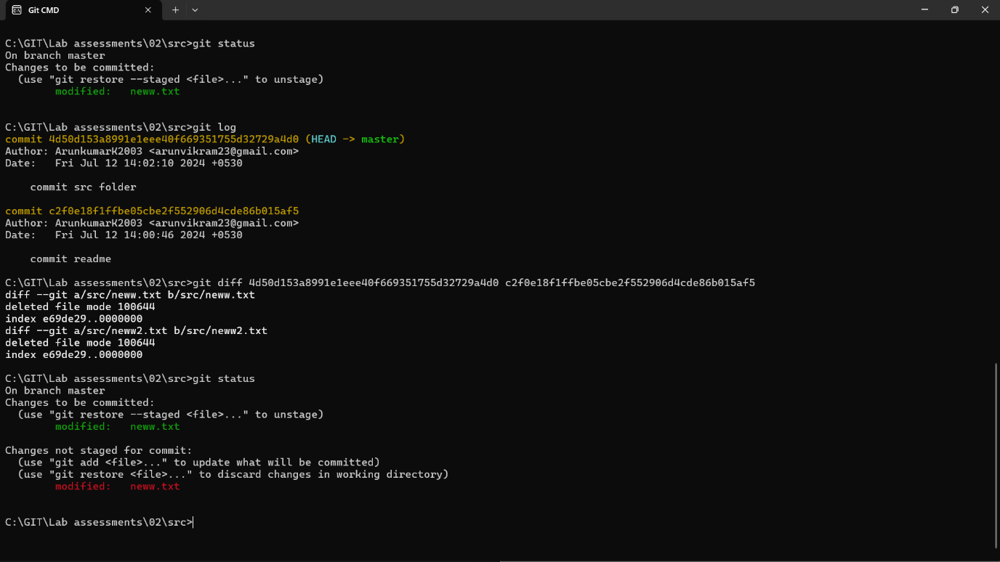 Git CMD
C:\GIT\Lab assessments\02\src>git status
On branch master
Changes to be committed:
  (use "git restore --staged <file>..." to unstage)
        modified:   neww.txt
C:\GIT\Lab assessments\02\src>git log
commit 4d50d153a8991e1eee40f669351755d32729a4d0 (HEAD -> master)
Author: ArunkumarK2003 <arunvikram23@gmail.com>
Date:   Fri Jul 12 14:02:10 2024 +0530
    commit src folder
commit c2f0e18f1ffbe05cbe2f552906d4cde86b015af5
Author: ArunkumarK2003 <arunvikram23@gmail.com>
Date:   Fri Jul 12 14:00:46 2024 +0530
    commit readme
C:\GIT\Lab assessments\02\src>git diff 4d50d153a8991e1eee40f669351755d32729a4d0 c2f0e18f1ffbe05cbe2f552906d4cde86b015af5
diff --git a/src/neww.txt b/src/neww.txt
deleted file mode 100644
index e69de29..0000000
diff --git a/src/neww2.txt b/src/neww2.txt
deleted file mode 100644
index e69de29..0000000
C:\GIT\Lab assessments\02\src>git status
On branch master
Changes to be committed:
  (use "git restore --staged <file>..." to unstage)
        modified:   neww.txt
Changes not staged for commit:
  (use "git add <file>..." to update what will be committed)
  (use "git restore <file>..." to discard changes in working directory)
        modified:   neww.txt
C:\GIT\Lab assessments\02\src>